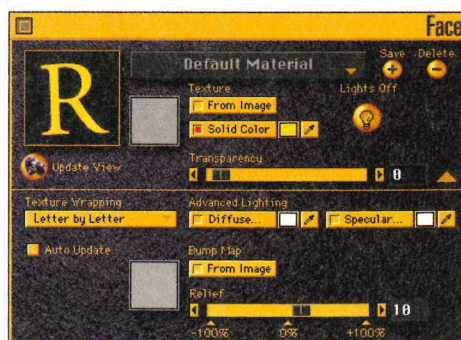 Face
Default Material
Save Delete
R
Texture
Lights Off
From Image
Solid Color
Update View
Transparency
0
Texture Wrapping
Advanced Lighting
Letter by Letter
Diffuse...
Specular...
Auto Update
Bump Map
From Image
Relief
10
-100% 0% +100%